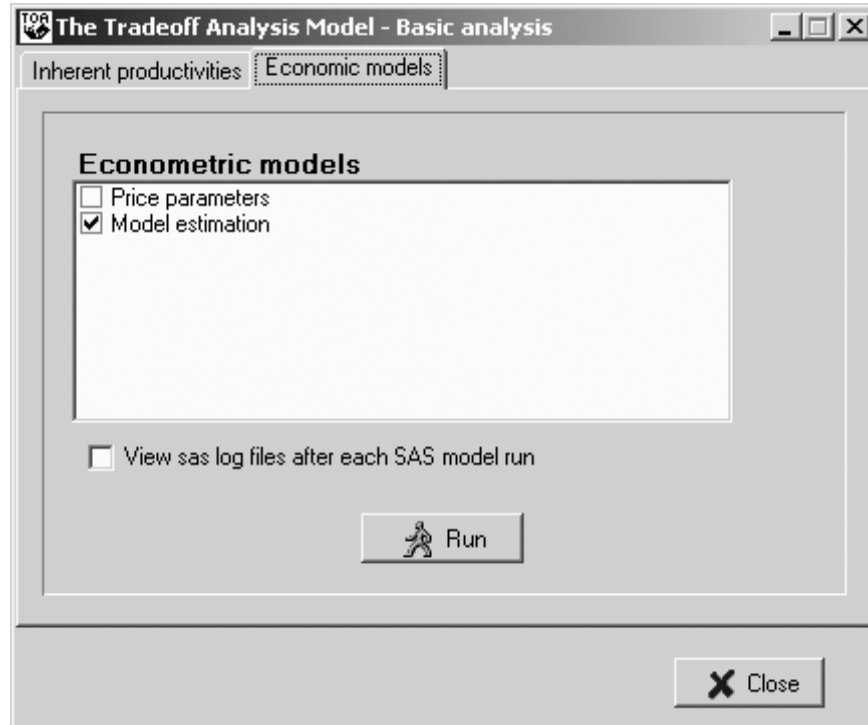 TOA The Tradeoff Analysis Model - Basic analysis
Inherent productivities Economic models
Econometric models
Price parameters
Model estimation
View sas log files after each SAS model run
Run
Close